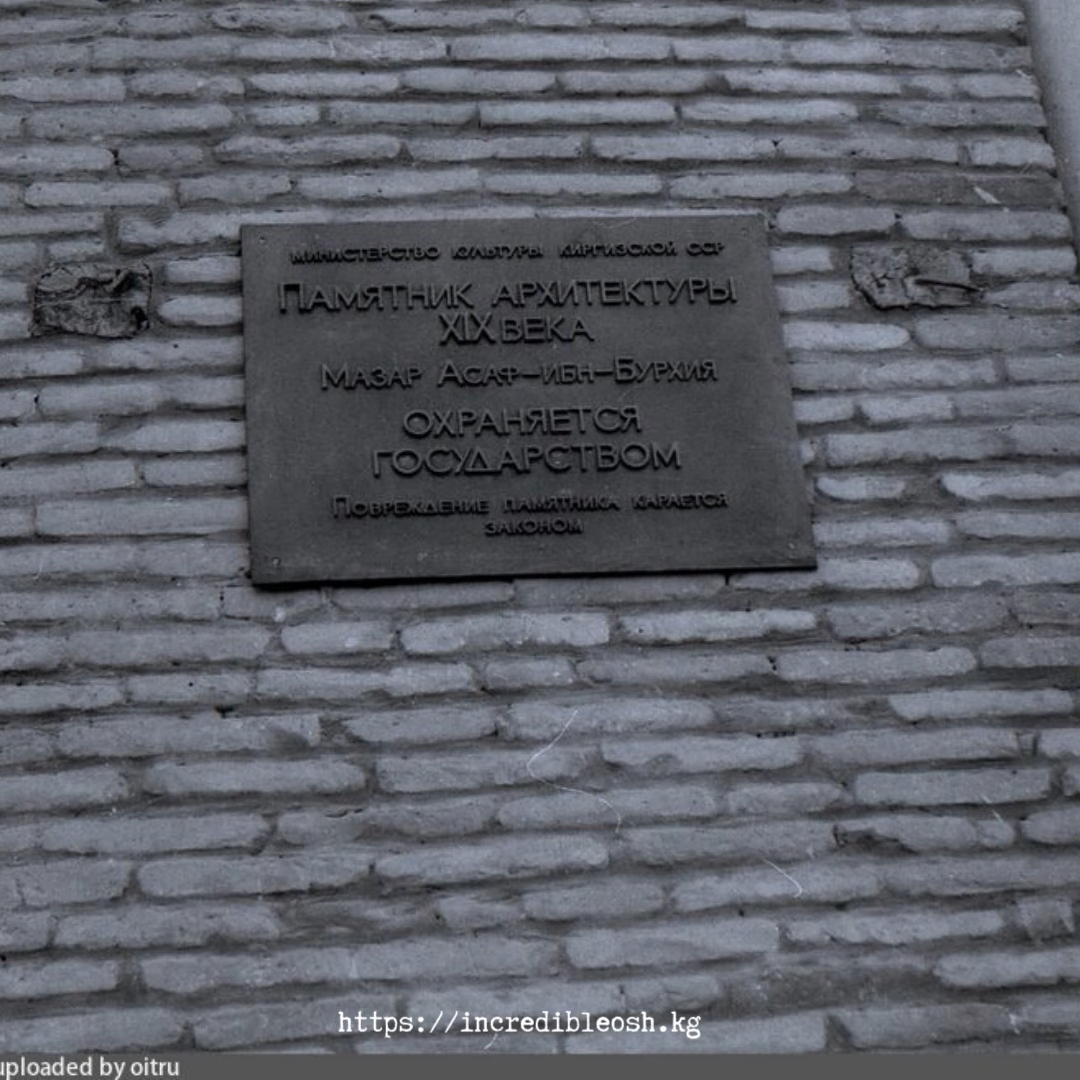 МИНИСТЕРСТВО КУЛЬТУРЫ КИРГИЗСКОЙ ССР
ПАМЯТНИК АРХИТЕКТУРЫ
XIX ВЕКА
МАЗАР АСАФ-ИБН-БУРХИЯ
ОХРАНЯЕТСЯ
ГОСУДАРСТВОМ
ПОВРЕЖДЕНИЕ ПАМЯТНИКА КАРАЕТСЯ
ЗАКОНОМ
https://incredibleosh.kg
uploaded by oitru